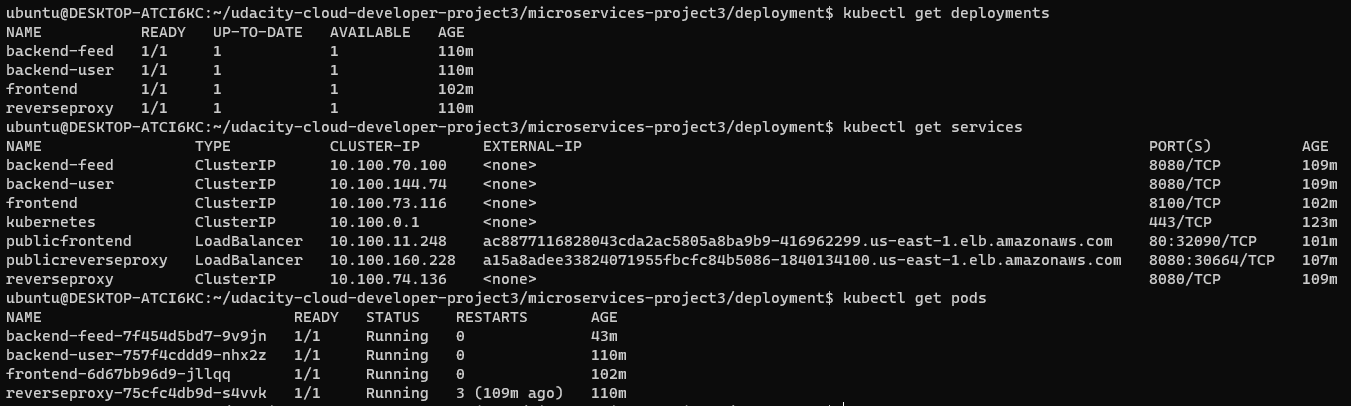 ubuntu@DESKTOP-ATCI6KC:~/udacity-cloud-developer-project3/microservices-project3/deployment$ kubectl get deployments
NAME READY UP-TO-DATE AVAILABLE AGE
backend-feed 1/1 1 1 110m
backend-user 1/1 1 1 110m
frontend 1/1 1 1 102m
reverseproxy 1/1 1 1 110m
ubuntu@DESKTOP-ATCI6KC:~/udacity-cloud-developer-project3/microservices-project3/deployment$ kubectl get services
NAME TYPE CLUSTER-IP EXTERNAL-IP PORT(S) AGE
backend-feed ClusterIP 10.100.70.100 <none> 8080/TCP 109m
backend-user ClusterIP 10.100.144.74 <none> 8080/TCP 109m
frontend ClusterIP 10.100.73.116 <none> 8100/TCP 102m
kubernetes ClusterIP 10.100.0.1 <none> 443/TCP 123m
publicfrontend LoadBalancer 10.100.11.248 ac8877116828043cda2ac5805a8ba9b9-416962299.us-east-1.elb.amazonaws.com 80:32090/TCP 101m
publicreverseproxy LoadBalancer 10.100.160.228 a15a8adee33824071955fbcfc84b5086-1840134100.us-east-1.elb.amazonaws.com 8080:30664/TCP 107m
reverseproxy ClusterIP 10.100.74.136 <none> 8080/TCP 109m
ubuntu@DESKTOP-ATCI6KC:~/udacity-cloud-developer-project3/microservices-project3/deployment$ kubectl get pods
NAME READY STATUS RESTARTS AGE
backend-feed-7f454d5bd7-9v9jn 1/1 Running 0 43m
backend-user-757f4cddd9-nhx2z 1/1 Running 0 110m
frontend-6d67bb96d9-jllqq 1/1 Running 0 102m
reverseproxy-75cfc4db9d-s4vvk 1/1 Running 3 (109m ago) 110m